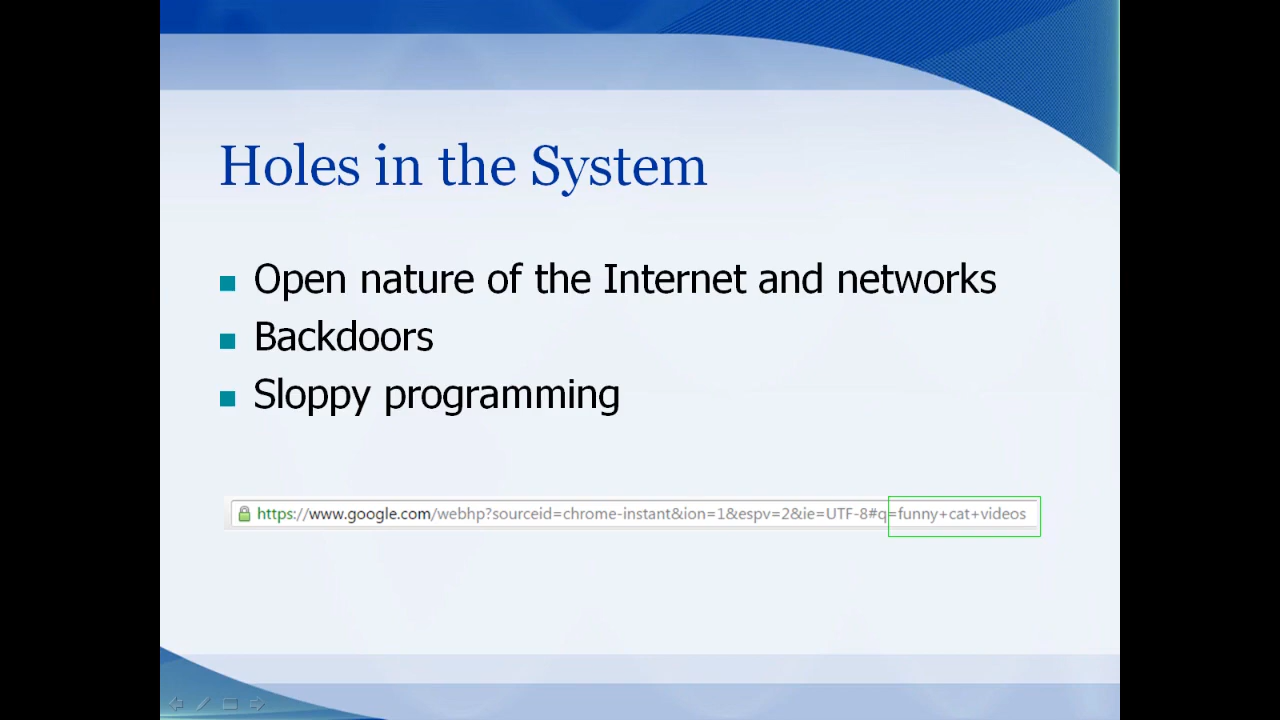 Holes in the System
Open nature of the Internet and networks
Backdoors
Sloppy programming
https://www.google.com/webhp?sourceid=chrome-instant&ion=1&espv=2&ie=UTF-8#q=funny+cat+videos